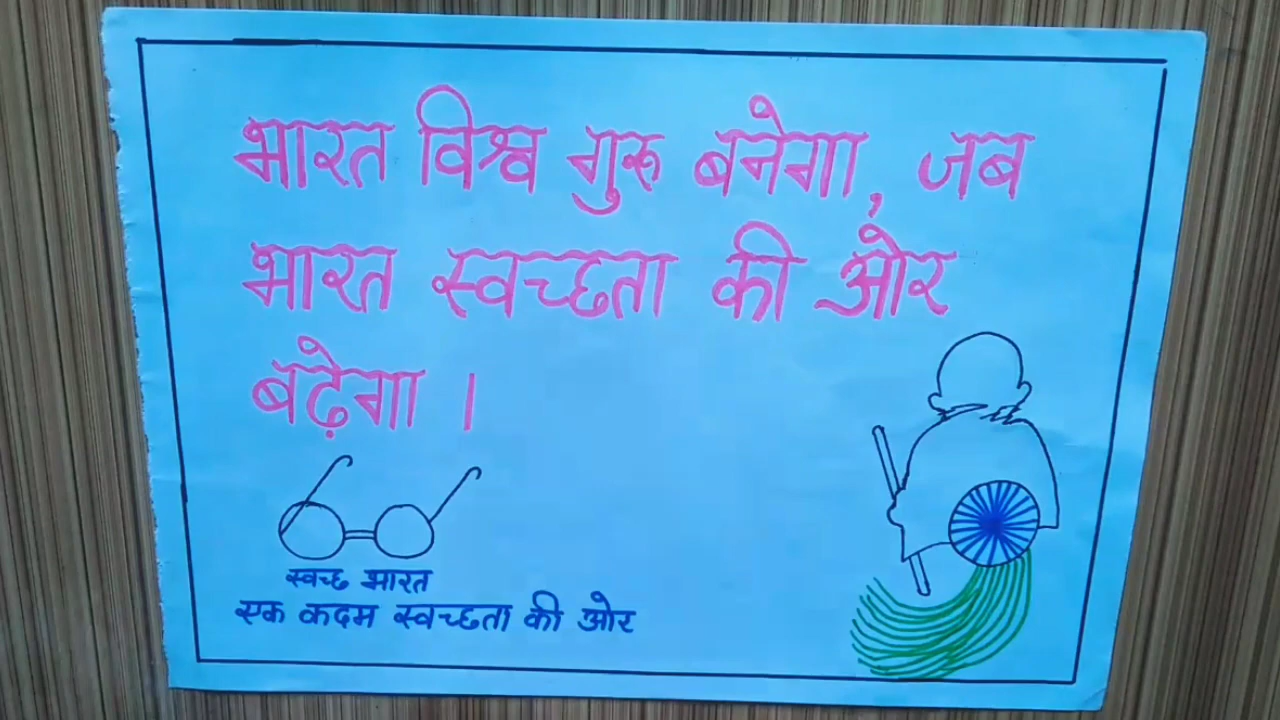 भारत विश्व गुरू बनेगा, जब
भारत स्वच्छता की ओर
बढ़ेगा ।
स्वच्छ भारत
एक कदम स्वच्छता की ओर